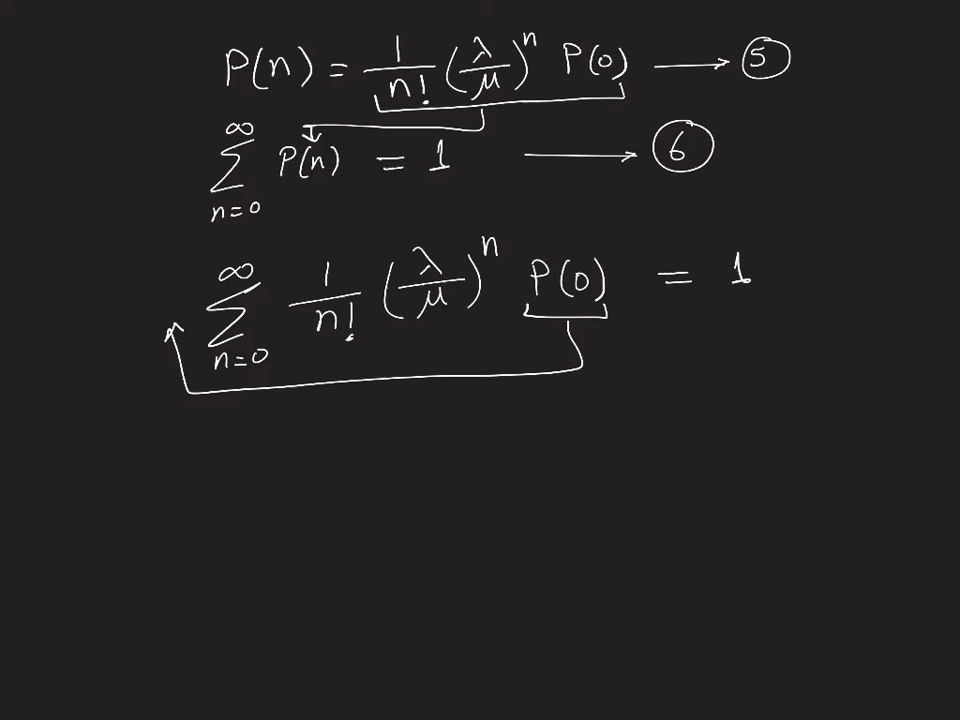 P(n) = 1/n! (λ/μ)^n P(0) ⟶ ⑤
∑_{n=0}^{∞} P(n) = 1 ⟶ ⑥
∑_{n=0}^{∞} 1/n! (λ/μ)^n P(0) = 1